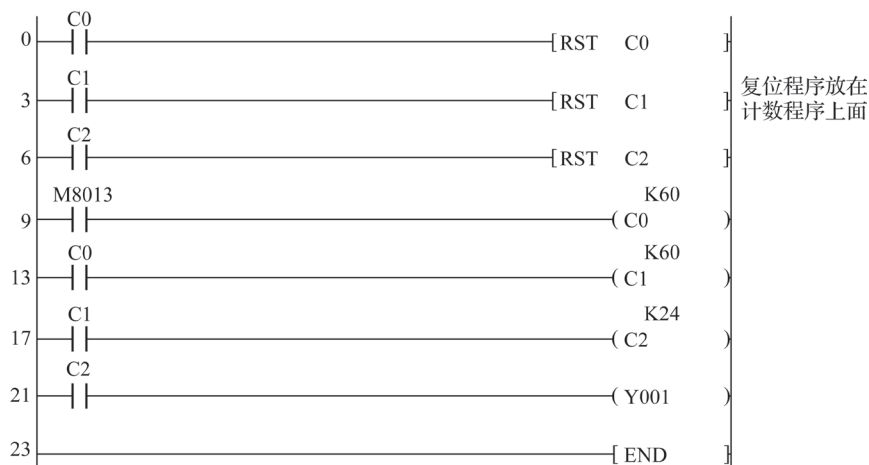 C0
0 [RST C0 ]
C1
3 [RST C1 ]
复位程序放在
计数程序上面
C2
6 [RST C2 ]
M8013 K60
9 (C0 )
C0 K60
13 (C1 )
C1 K24
17 (C2 )
C2
21 (Y001 )
23 [END ]